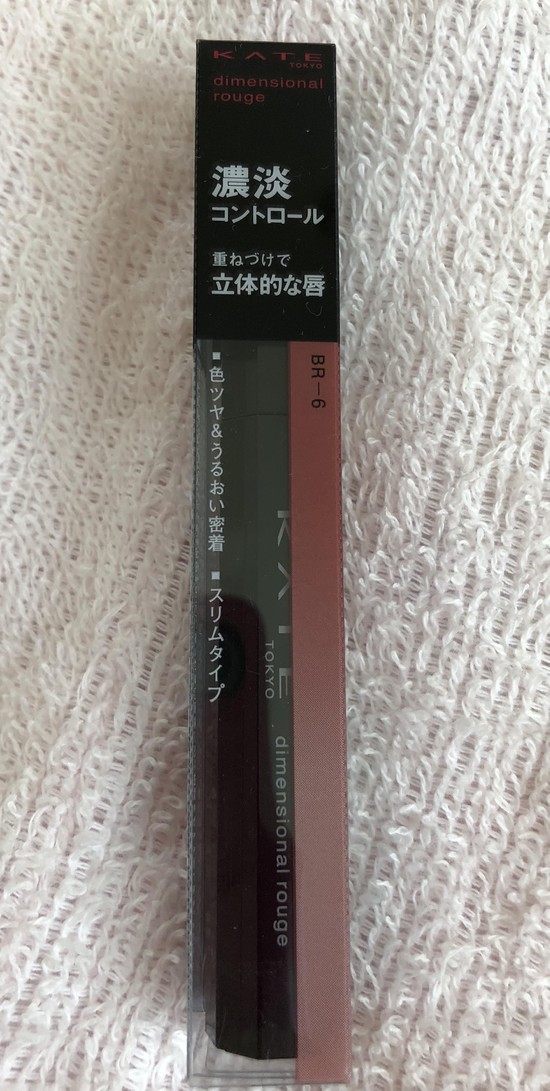 KATE
TOKYO
dimensional
rouge
濃淡
コントロール
重ねづけで
立体的な唇
BR-6
■色ツヤ&うるおい密着 ■スリムタイプ
KATE
TOKYO
dimensional rouge